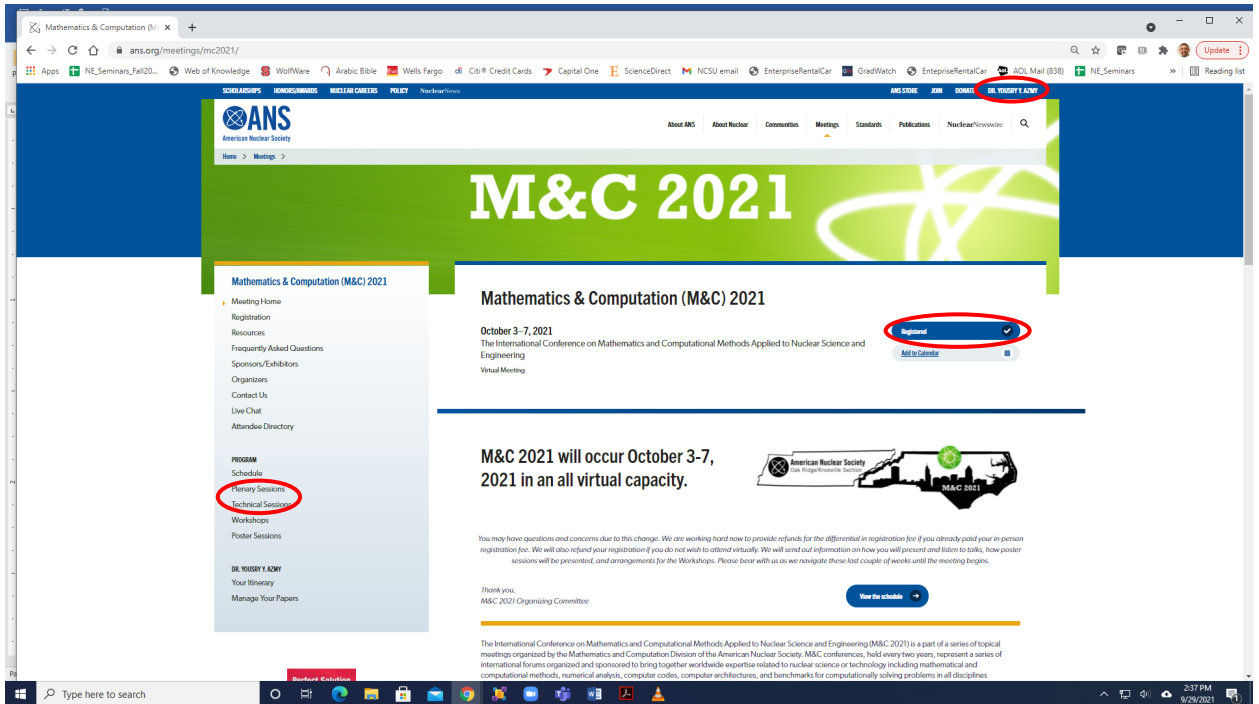 Mathematics & Computation (M&
ans.org/meetings/mc2021/
Update
Apps NE_Seminars_Fall20... Web of Knowledge WolfWare Arabic Bible Wells Fargo Citi® Credit Cards Capital One ScienceDirect NCSU email EnterpriseRentalCar GradWatch EntepriseRentalCar AOL Mail (838) NE_Seminars » Reading list
SCHOLARSHIPS HONORS/AWARDS NUCLEAR CAREERS POLICY NuclearNews ANS STORE JOIN DONATE DR. YOUSRY Y. AZMY
ANS
American Nuclear Society
About ANS About Nuclear Communities Meetings Standards Publications NuclearNewswire
Home > Meetings >
M&C 2021
Mathematics & Computation (M&C) 2021
Meeting Home
Registration
Resources
Frequently Asked Questions
Sponsors/Exhibitors
Organizers
Contact Us
Live Chat
Attendee Directory
PROGRAM
Schedule
Plenary Sessions
Technical Sessions
Workshops
Poster Sessions
DR. YOUSRY Y. AZMY
Your Itinerary
Manage Your Papers
Mathematics & Computation (M&C) 2021
October 3–7, 2021
The International Conference on Mathematics and Computational Methods Applied to Nuclear Science and
Engineering
Virtual Meeting
Registered
Add to Calendar
M&C 2021 will occur October 3-7,
2021 in an all virtual capacity.
American Nuclear Society
Oak Ridge/Knoxville Section
M&C 2021
You may have questions and concerns due to this change. We are working hard now to provide refunds for the differential in registration fee if you already paid your in-person
registration fee. We will also refund your registration if you do not wish to attend virtually. We will send out information on how you will present and listen to talks, how poster
sessions will be presented, and arrangements for the Workshops. Please bear with us as we navigate these last couple of weeks until the meeting begins.
Thank you,
M&C 2021 Organizing Committee
View the schedule
The International Conference on Mathematics and Computational Methods Applied to Nuclear Science and Engineering (M&C 2021) is a part of a series of topical
meetings organized by the Mathematics and Computation Division of the American Nuclear Society. M&C conferences, held every two years, represent a series of
international forums organized and sponsored to bring together worldwide expertise related to nuclear science or technology including mathematical and
computational methods, numerical analysis, computer codes, computer architectures, and benchmarks for computationally solving problems in all disciplines
Perfect Solution
Type here to search
2:37 PM
9/29/2021